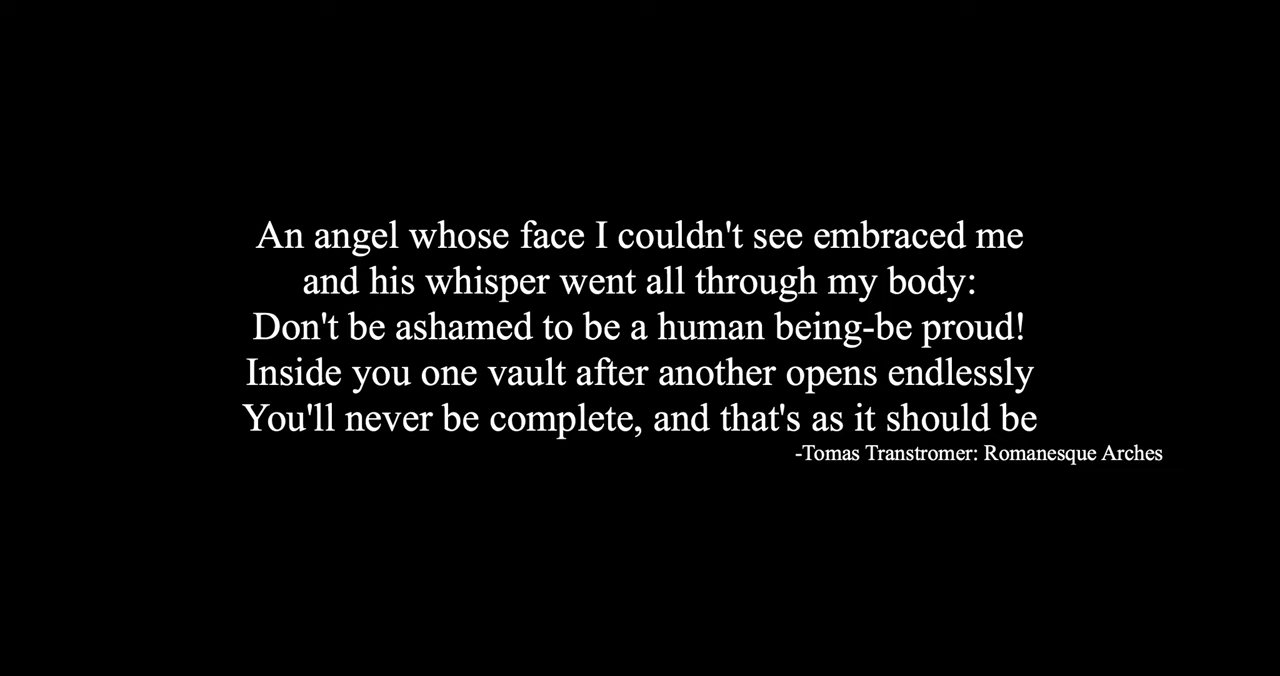 An angel whose face I couldn't see embraced me
and his whisper went all through my body:
Don't be ashamed to be a human being-be proud!
Inside you one vault after another opens endlessly
You'll never be complete, and that's as it should be
-Tomas Transtromer: Romanesque Arches